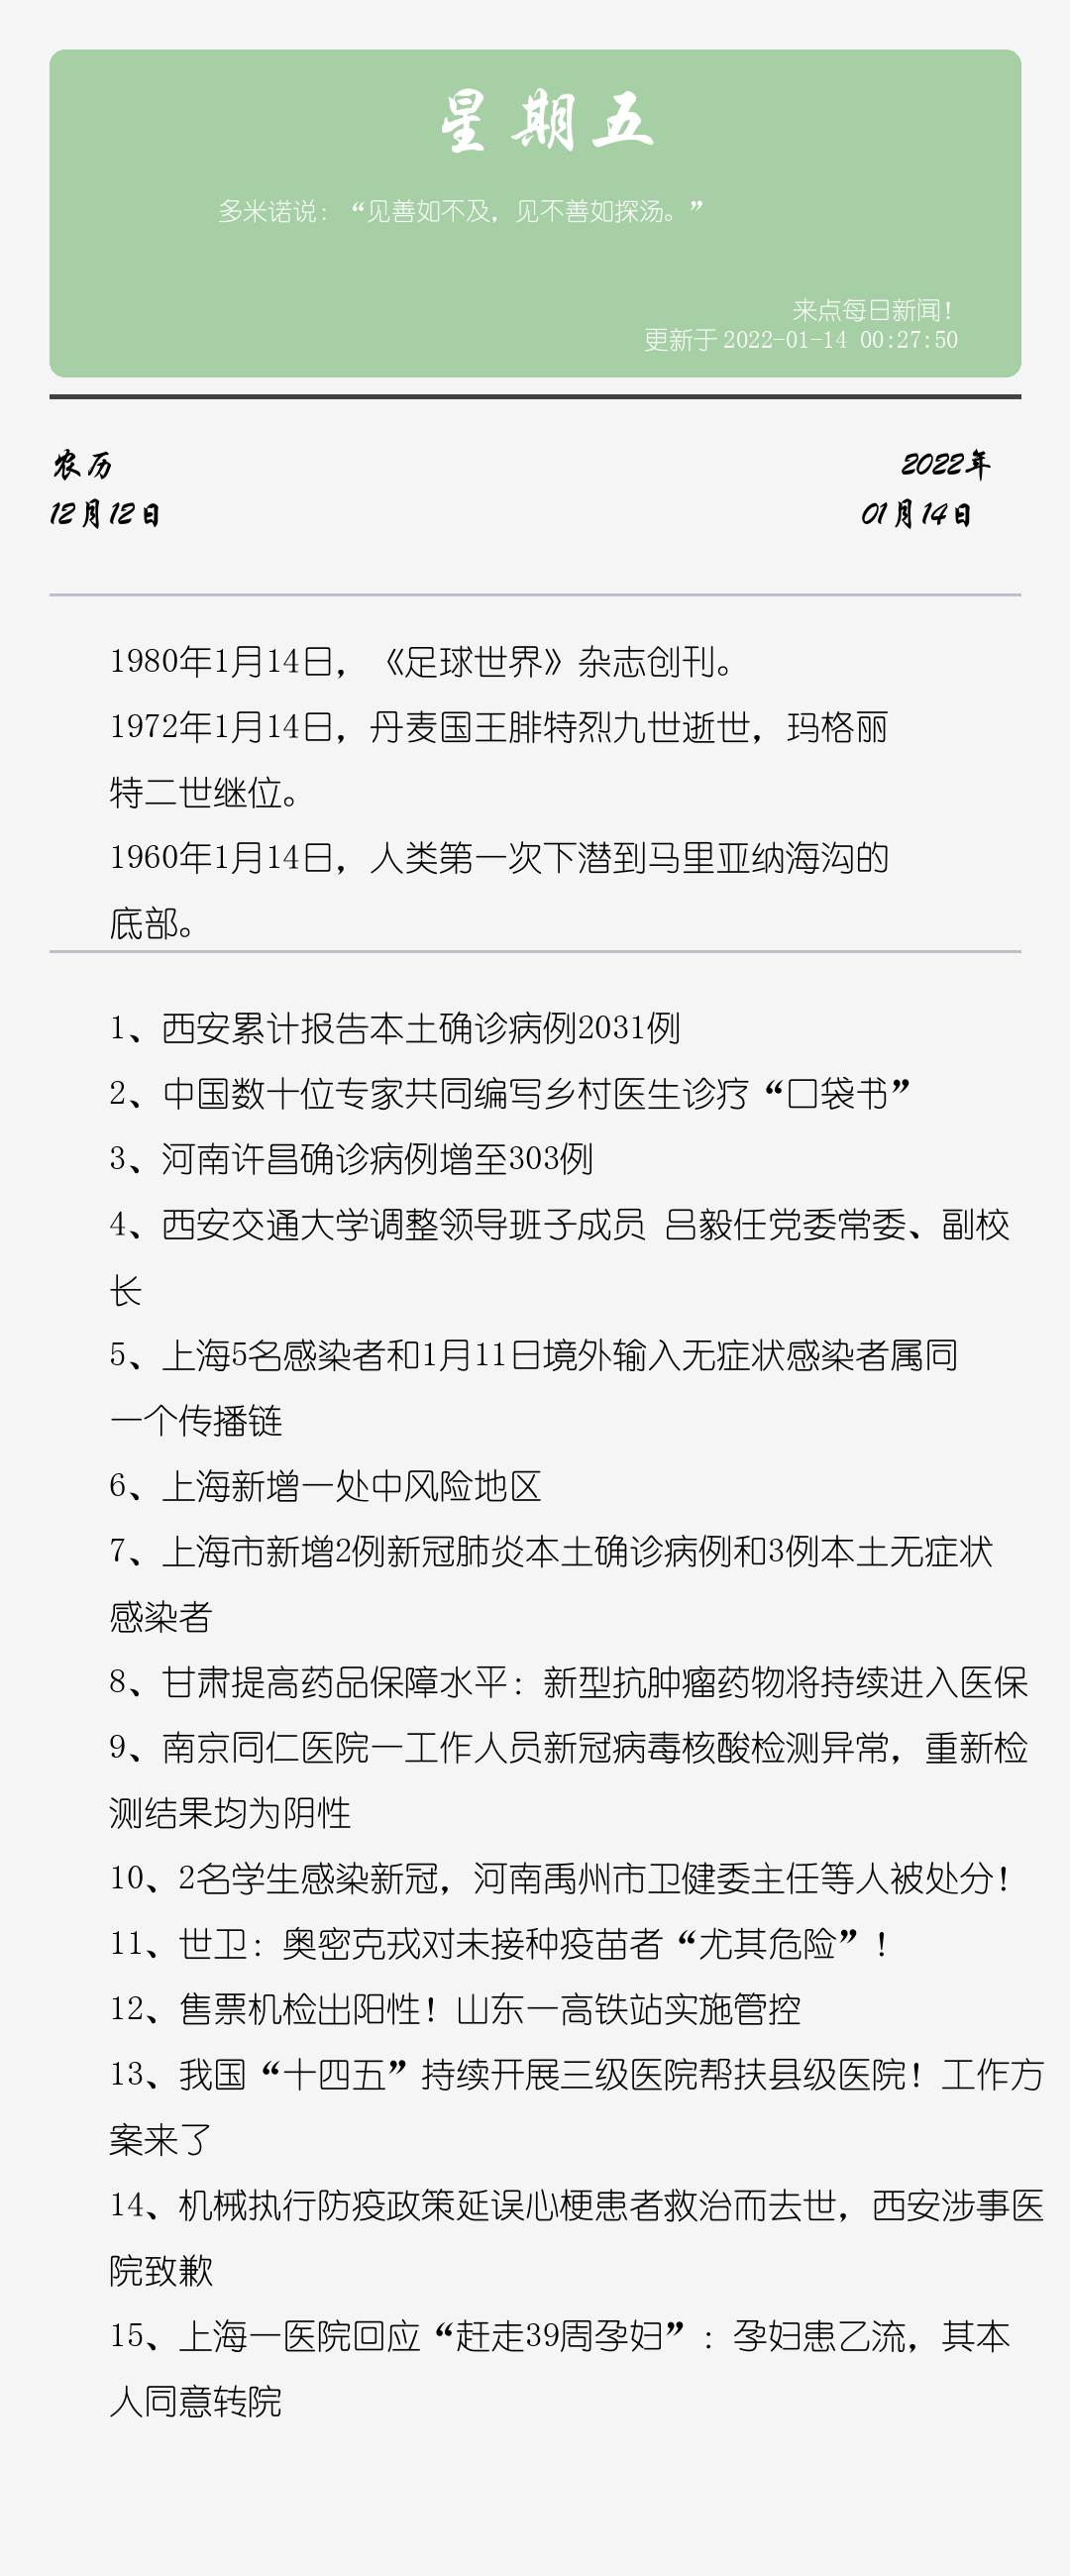 星期五
多米诺说：“见善如不及，见不善如探汤。”
来点每日新闻！
更新于 2022-01-14 00:27:50
农历
2022年
12月12日
01月14日
1980年1月14日，《足球世界》杂志创刊。
1972年1月14日，丹麦国王腓特烈九世逝世，玛格丽
特二世继位。
1960年1月14日，人类第一次下潜到马里亚纳海沟的
底部。
1、西安累计报告本土确诊病例2031例
2、中国数十位专家共同编写乡村医生诊疗“口袋书”
3、河南许昌确诊病例增至303例
4、西安交通大学调整领导班子成员 吕毅任党委常委、副校
长
5、上海5名感染者和1月11日境外输入无症状感染者属同
一个传播链
6、上海新增一处中风险地区
7、上海市新增2例新冠肺炎本土确诊病例和3例本土无症状
感染者
8、甘肃提高药品保障水平：新型抗肿瘤药物将持续进入医保
9、南京同仁医院一工作人员新冠病毒核酸检测异常，重新检
测结果均为阴性
10、2名学生感染新冠，河南禹州市卫健委主任等人被处分！
11、世卫：奥密克戎对未接种疫苗者“尤其危险”！
12、售票机检出阳性！山东一高铁站实施管控
13、我国“十四五”持续开展三级医院帮扶县级医院！工作方
案来了
14、机械执行防疫政策延误心梗患者救治而去世，西安涉事医
院致歉
15、上海一医院回应“赶走39周孕妇”：孕妇患乙流，其本
人同意转院